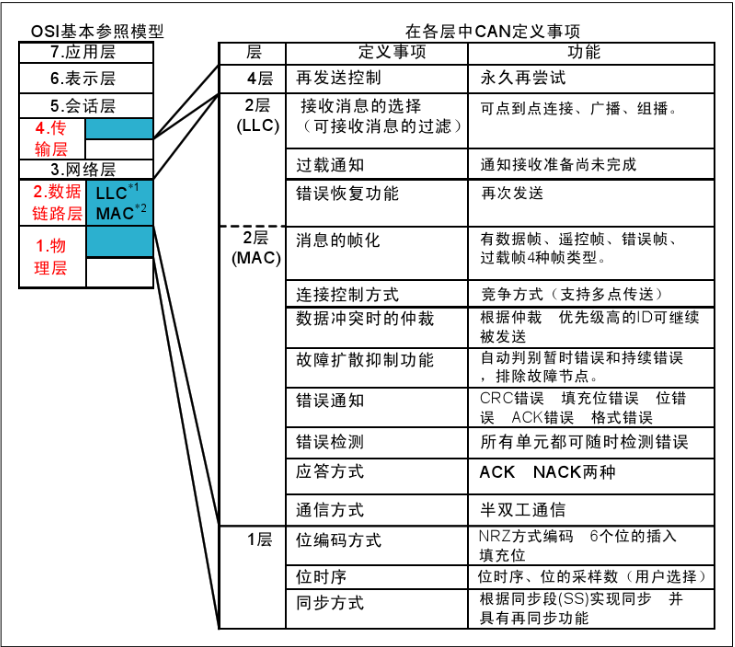 OSI基本参照模型
7.应用层
6.表示层
5.会话层
4.传
输层
3.网络层
2.数据
链路层
LLC*1
MAC*2
1.物
理层
在各层中CAN定义事项
层 定义事项 功能
4层 再发送控制 永久再尝试
2层
(LLC)
接收消息的选择
（可接收消息的过滤）
可点到点连接、广播、组播。
过载通知 通知接收准备尚未完成
错误恢复功能 再次发送
2层
(MAC)
消息的帧化
有数据帧、遥控帧、错误帧、
过载帧4种帧类型。
连接控制方式 竞争方式（支持多点传送）
数据冲突时的仲裁
根据仲裁 优先级高的ID可继续
被发送
故障扩散抑制功能
自动判别暂时错误和持续错误
，排除故障节点。
错误通知
CRC错误 填充位错误 位错
误 ACK错误 格式错误
错误检测 所有单元都可随时检测错误
应答方式 ACK NACK两种
通信方式 半双工通信
1层
位编码方式
NRZ方式编码 6个位的插入
填充位
位时序 位时序、位的采样数（用户选择）
同步方式
根据同步段(SS)实现同步 并
具有再同步功能